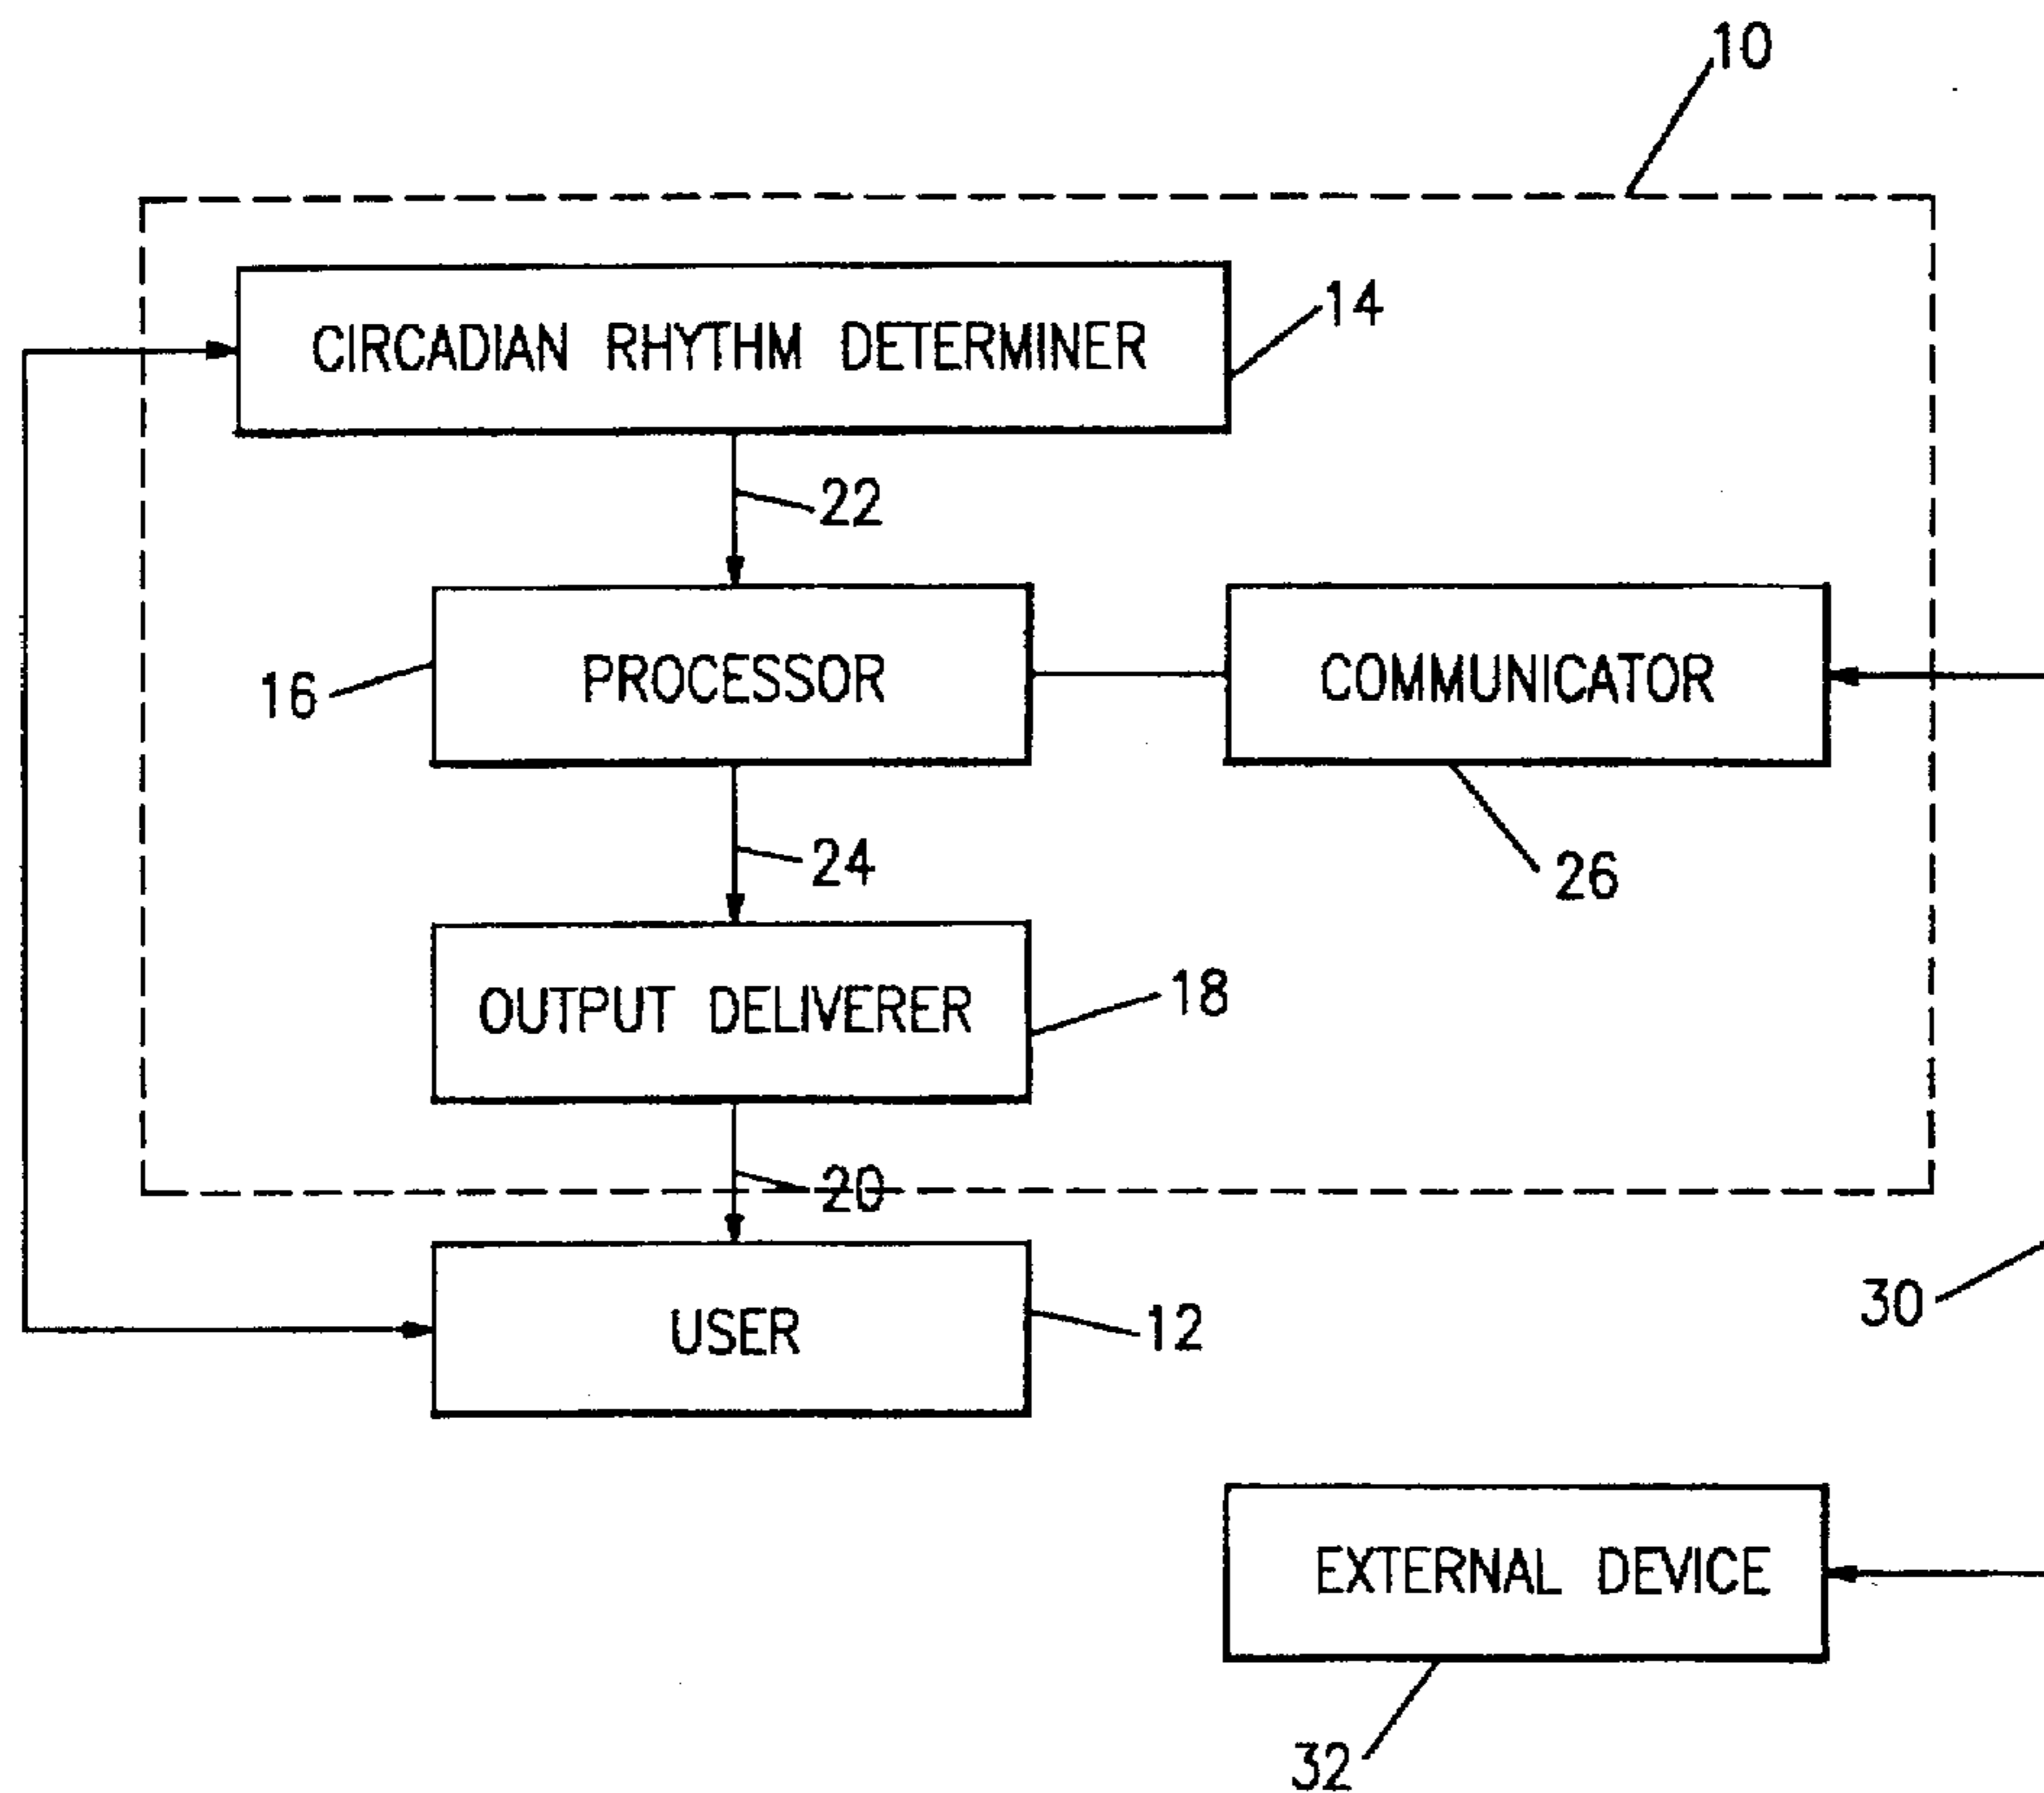 10
CIRCADIAN RHYTHM DETERMINER
14
22
16
PROCESSOR
COMMUNICATOR
24
26
OUTPUT DELIVERER
18
20
USER
12
30
EXTERNAL DEVICE
32